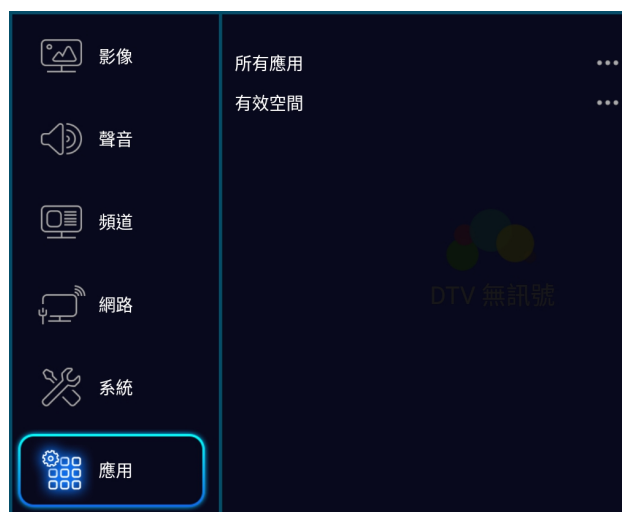 影像
聲音
頻道
網路
系統
應用
所有應用
有效空間
DTV 無訊號